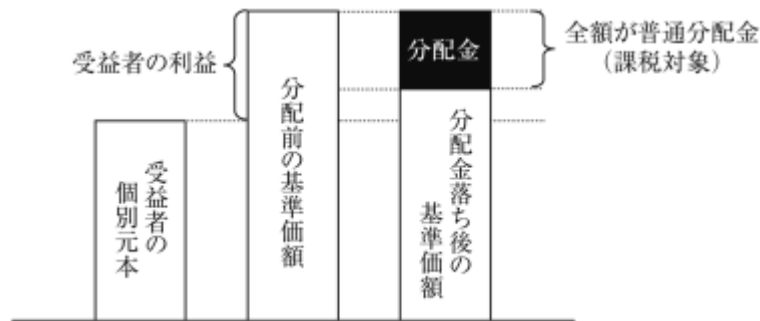 受益者の利益
分配金
全額が普通分配金
(課税対象)
受益者の
個別元本
分配前の基準価額
分配金落ち後の
基準価額